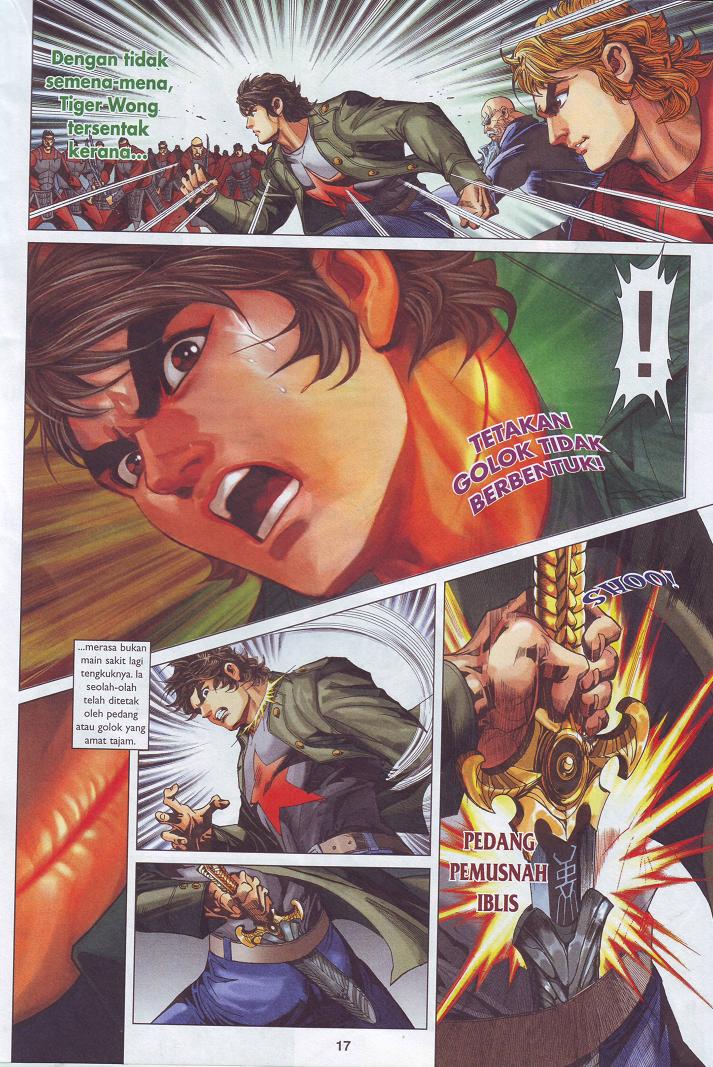 Dengan tidak
semena-mena,
Tiger Wong
tersentak
kerana...
!
TETAKAN
GOLOK TIDAK
BERBENTUK!
...merasa bukan
main sakit lagi
tengkuknya. Ia
seolah-olah
telah ditetak
oleh pedang
atau golok yang
amat tajam.
SHOO!
PEDANG
PEMUSNAH
IBLIS
17